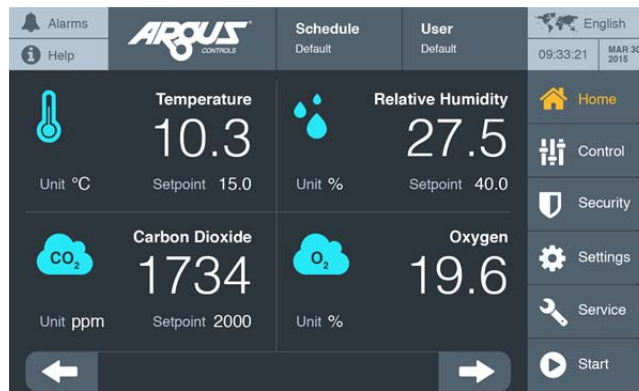 Alarms
Help
ARGUS
CONTROLS
Schedule
Default
User
Default
English
09:33:21
MAR 30
2015
Temperature
10.3
Unit °C
Setpoint 15.0
Relative Humidity
27.5
Unit %
Setpoint 40.0
CO2
Carbon Dioxide
1734
Unit ppm
Setpoint 2000
O2
Oxygen
19.6
Unit %
Home
Control
Security
Settings
Service
Start